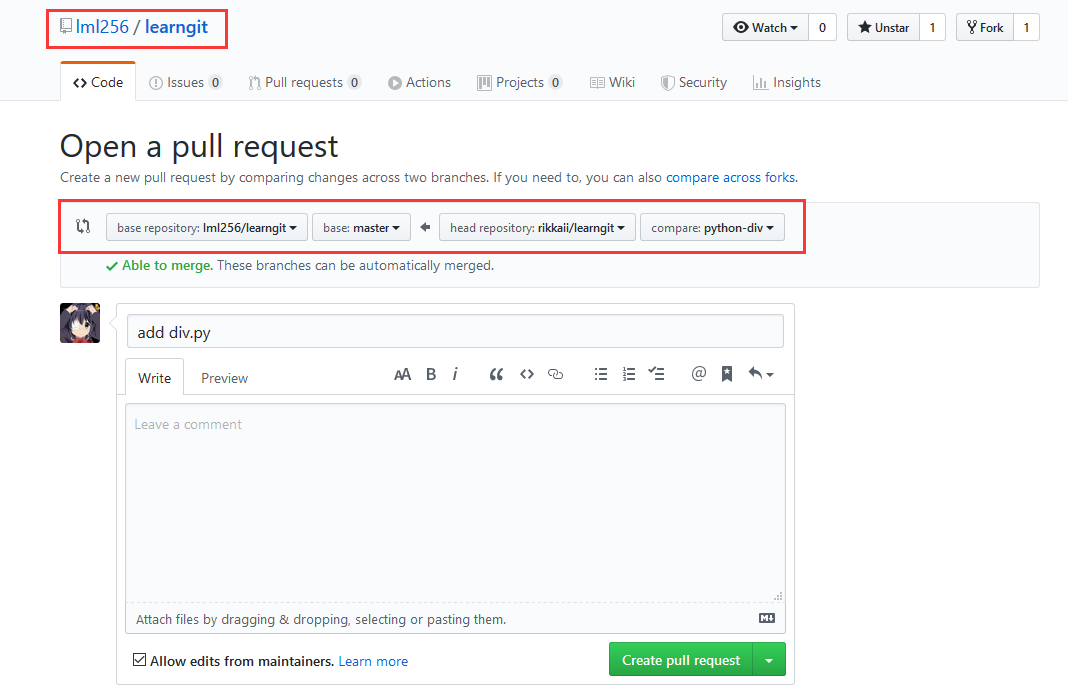 lml256 / learngit
Watch 0 Unstar 1 Fork 1
Code Issues 0 Pull requests 0 Actions Projects 0 Wiki Security Insights
Open a pull request
Create a new pull request by comparing changes across two branches. If you need to, you can also compare across forks.
base repository: lml256/learngit base: master head repository: rikkaii/learngit compare: python-div
Able to merge. These branches can be automatically merged.
add div.py
Write Preview AA B i
Leave a comment
Attach files by dragging & dropping, selecting or pasting them.
Allow edits from maintainers. Learn more Create pull request